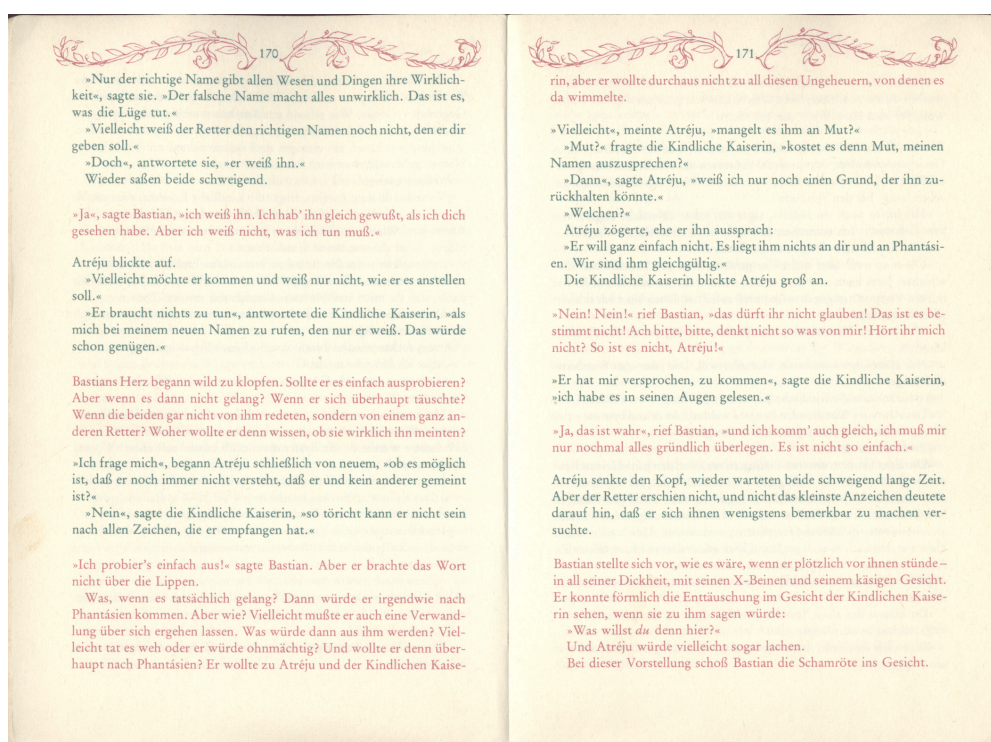 170
»Nur der richtige Name gibt allen Wesen und Dingen ihre Wirklich-
keit«, sagte sie. »Der falsche Name macht alles unwirklich. Das ist es,
was die Lüge tut.«
»Vielleicht weiß der Retter den richtigen Namen noch nicht, den er dir
geben soll.«
»Doch«, antwortete sie, »er weiß ihn.«
Wieder saßen beide schweigend.
»Ja«, sagte Bastian, »ich weiß ihn. Ich hab' ihn gleich gewußt, als ich dich
gesehen habe. Aber ich weiß nicht, was ich tun muß.«
Atréju blickte auf.
»Vielleicht möchte er kommen und weiß nur nicht, wie er es anstellen
soll.«
»Er braucht nichts zu tun«, antwortete die Kindliche Kaiserin, »als
mich bei meinem neuen Namen zu rufen, den nur er weiß. Das würde
schon genügen.«
Bastians Herz begann wild zu klopfen. Sollte er es einfach ausprobieren?
Aber wenn es dann nicht gelang? Wenn er sich überhaupt täuschte?
Wenn die beiden gar nicht von ihm redeten, sondern von einem ganz an-
deren Retter? Woher wollte er denn wissen, ob sie wirklich ihn meinten?
»Ich frage mich«, begann Atréju schließlich von neuem, »ob es möglich
ist, daß er noch immer nicht versteht, daß er und kein anderer gemeint
ist?«
»Nein«, sagte die Kindliche Kaiserin, »so töricht kann er nicht sein
nach allen Zeichen, die er empfangen hat.«
»Ich probier's einfach aus!« sagte Bastian. Aber er brachte das Wort
nicht über die Lippen.
Was, wenn es tatsächlich gelang? Dann würde er irgendwie nach
Phantásien kommen. Aber wie? Vielleicht mußte er auch eine Verwand-
lung über sich ergehen lassen. Was würde dann aus ihm werden? Viel-
leicht tat es weh oder er würde ohnmächtig? Und wollte er denn über-
haupt nach Phantásien? Er wollte zu Atréju und der Kindlichen Kaise-
171
rin, aber er wollte durchaus nicht zu all diesen Ungeheuern, von denen es
da wimmelte.
»Vielleicht«, meinte Atréju, »mangelt es ihm an Mut?«
»Mut?« fragte die Kindliche Kaiserin, »kostet es denn Mut, meinen
Namen auszusprechen?«
»Dann«, sagte Atréju, »weiß ich nur noch einen Grund, der ihn zu-
rückhalten könnte.«
»Welchen?«
Atréju zögerte, ehe er ihn aussprach:
»Er will ganz einfach nicht. Es liegt ihm nichts an dir und an Phantási-
en. Wir sind ihm gleichgültig.«
Die Kindliche Kaiserin blickte Atréju groß an.
»Nein! Nein!« rief Bastian, »das dürft ihr nicht glauben! Das ist es be-
stimmt nicht! Ach bitte, bitte, denkt nicht so was von mir! Hört ihr mich
nicht? So ist es nicht, Atréju!«
»Er hat mir versprochen, zu kommen«, sagte die Kindliche Kaiserin,
»ich habe es in seinen Augen gelesen.«
»Ja, das ist wahr«, rief Bastian, »und ich komm' auch gleich, ich muß mir
nur nochmal alles gründlich überlegen. Es ist nicht so einfach.«
Atréju senkte den Kopf, wieder warteten beide schweigend lange Zeit.
Aber der Retter erschien nicht, und nicht das kleinste Anzeichen deutete
darauf hin, daß er sich ihnen wenigstens bemerkbar zu machen ver-
suchte.
Bastian stellte sich vor, wie es wäre, wenn er plötzlich vor ihnen stünde –
in all seiner Dickheit, mit seinen X-Beinen und seinem käsigen Gesicht.
Er konnte förmlich die Enttäuschung im Gesicht der Kindlichen Kaise-
rin sehen, wenn sie zu ihm sagen würde:
»Was willst du denn hier?«
Und Atréju würde vielleicht sogar lachen.
Bei dieser Vorstellung schoß Bastian die Schamröte ins Gesicht.